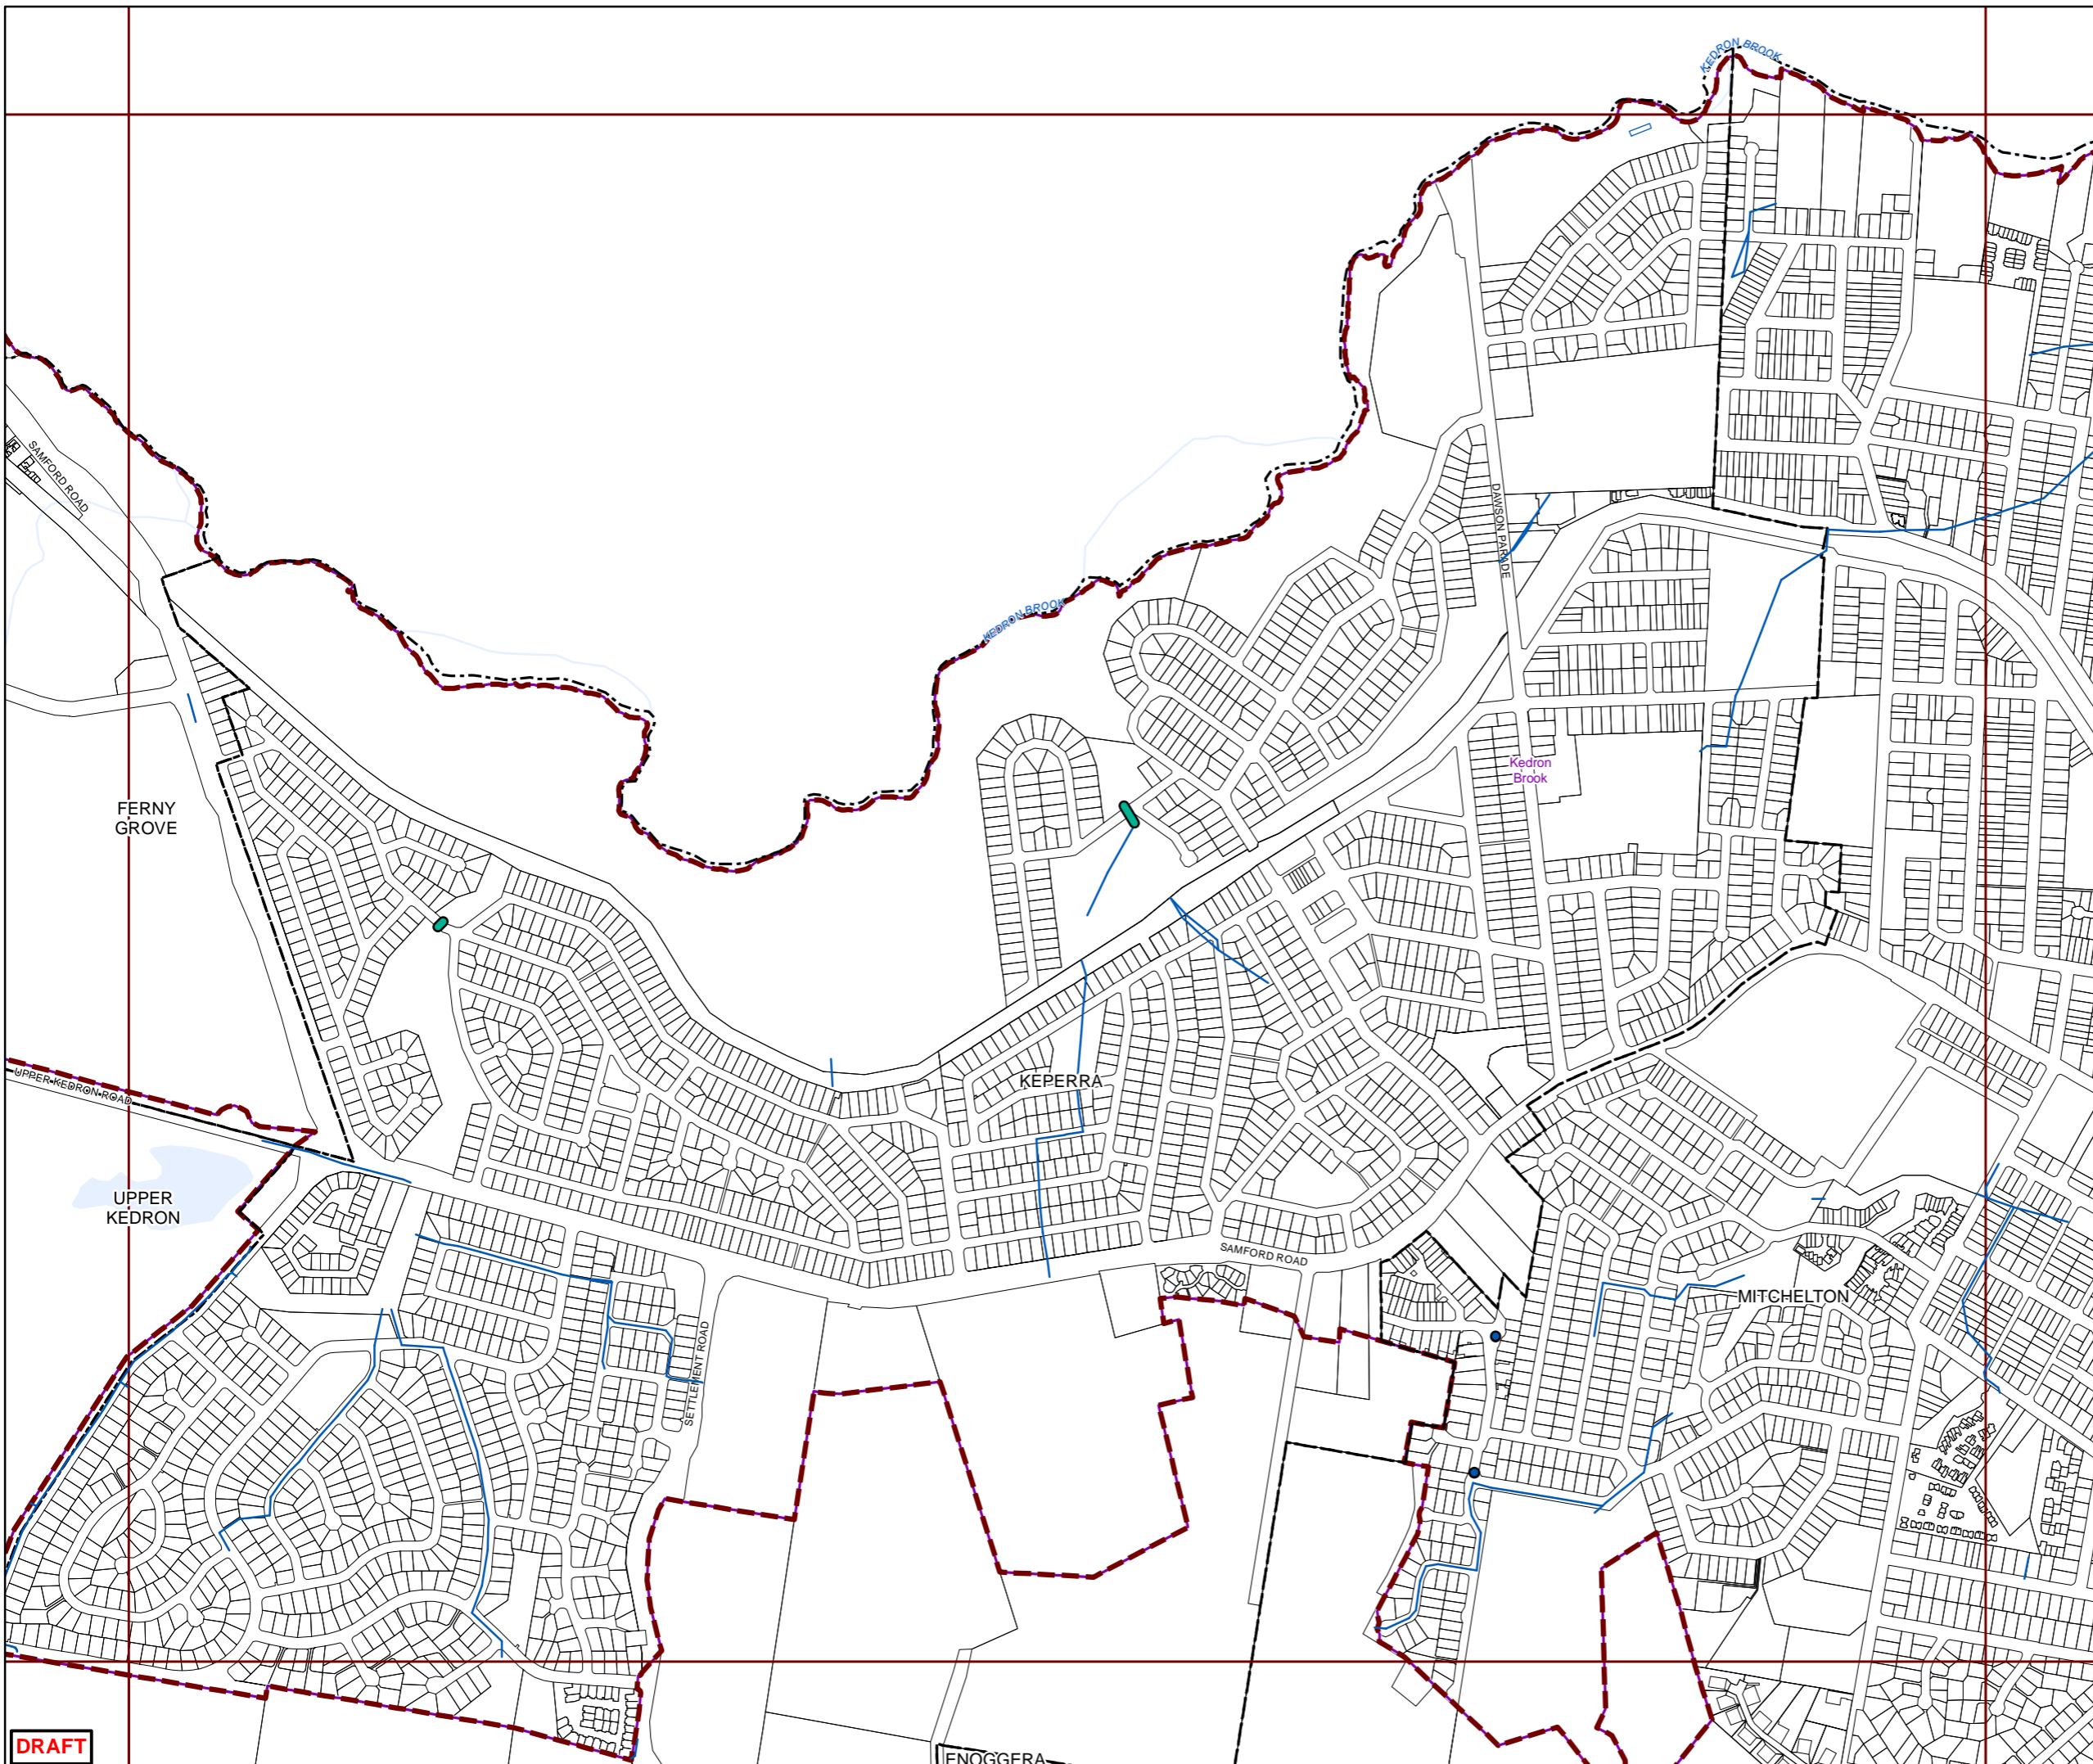 KEDRON BROOK
SAMFORD ROAD
DAWSON PARADE
KEDRON BROOK
Kedron
Brook
FERNY
GROVE
UPPER KEDRON ROAD
KEPERRA
UPPER
KEDRON
SAMFORD ROAD
MITCHELTON
SETTLEMENT ROAD
DRAFT
ENOGGERA